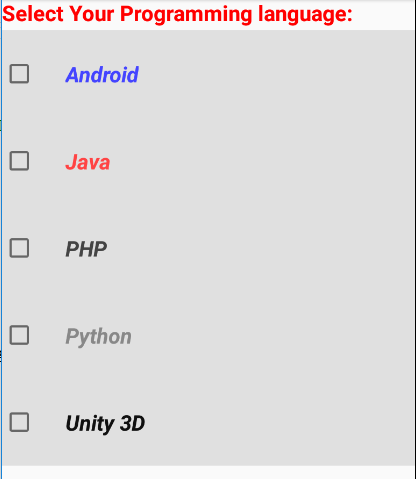 Select Your Programming language:
Android
Java
PHP
Python
Unity 3D